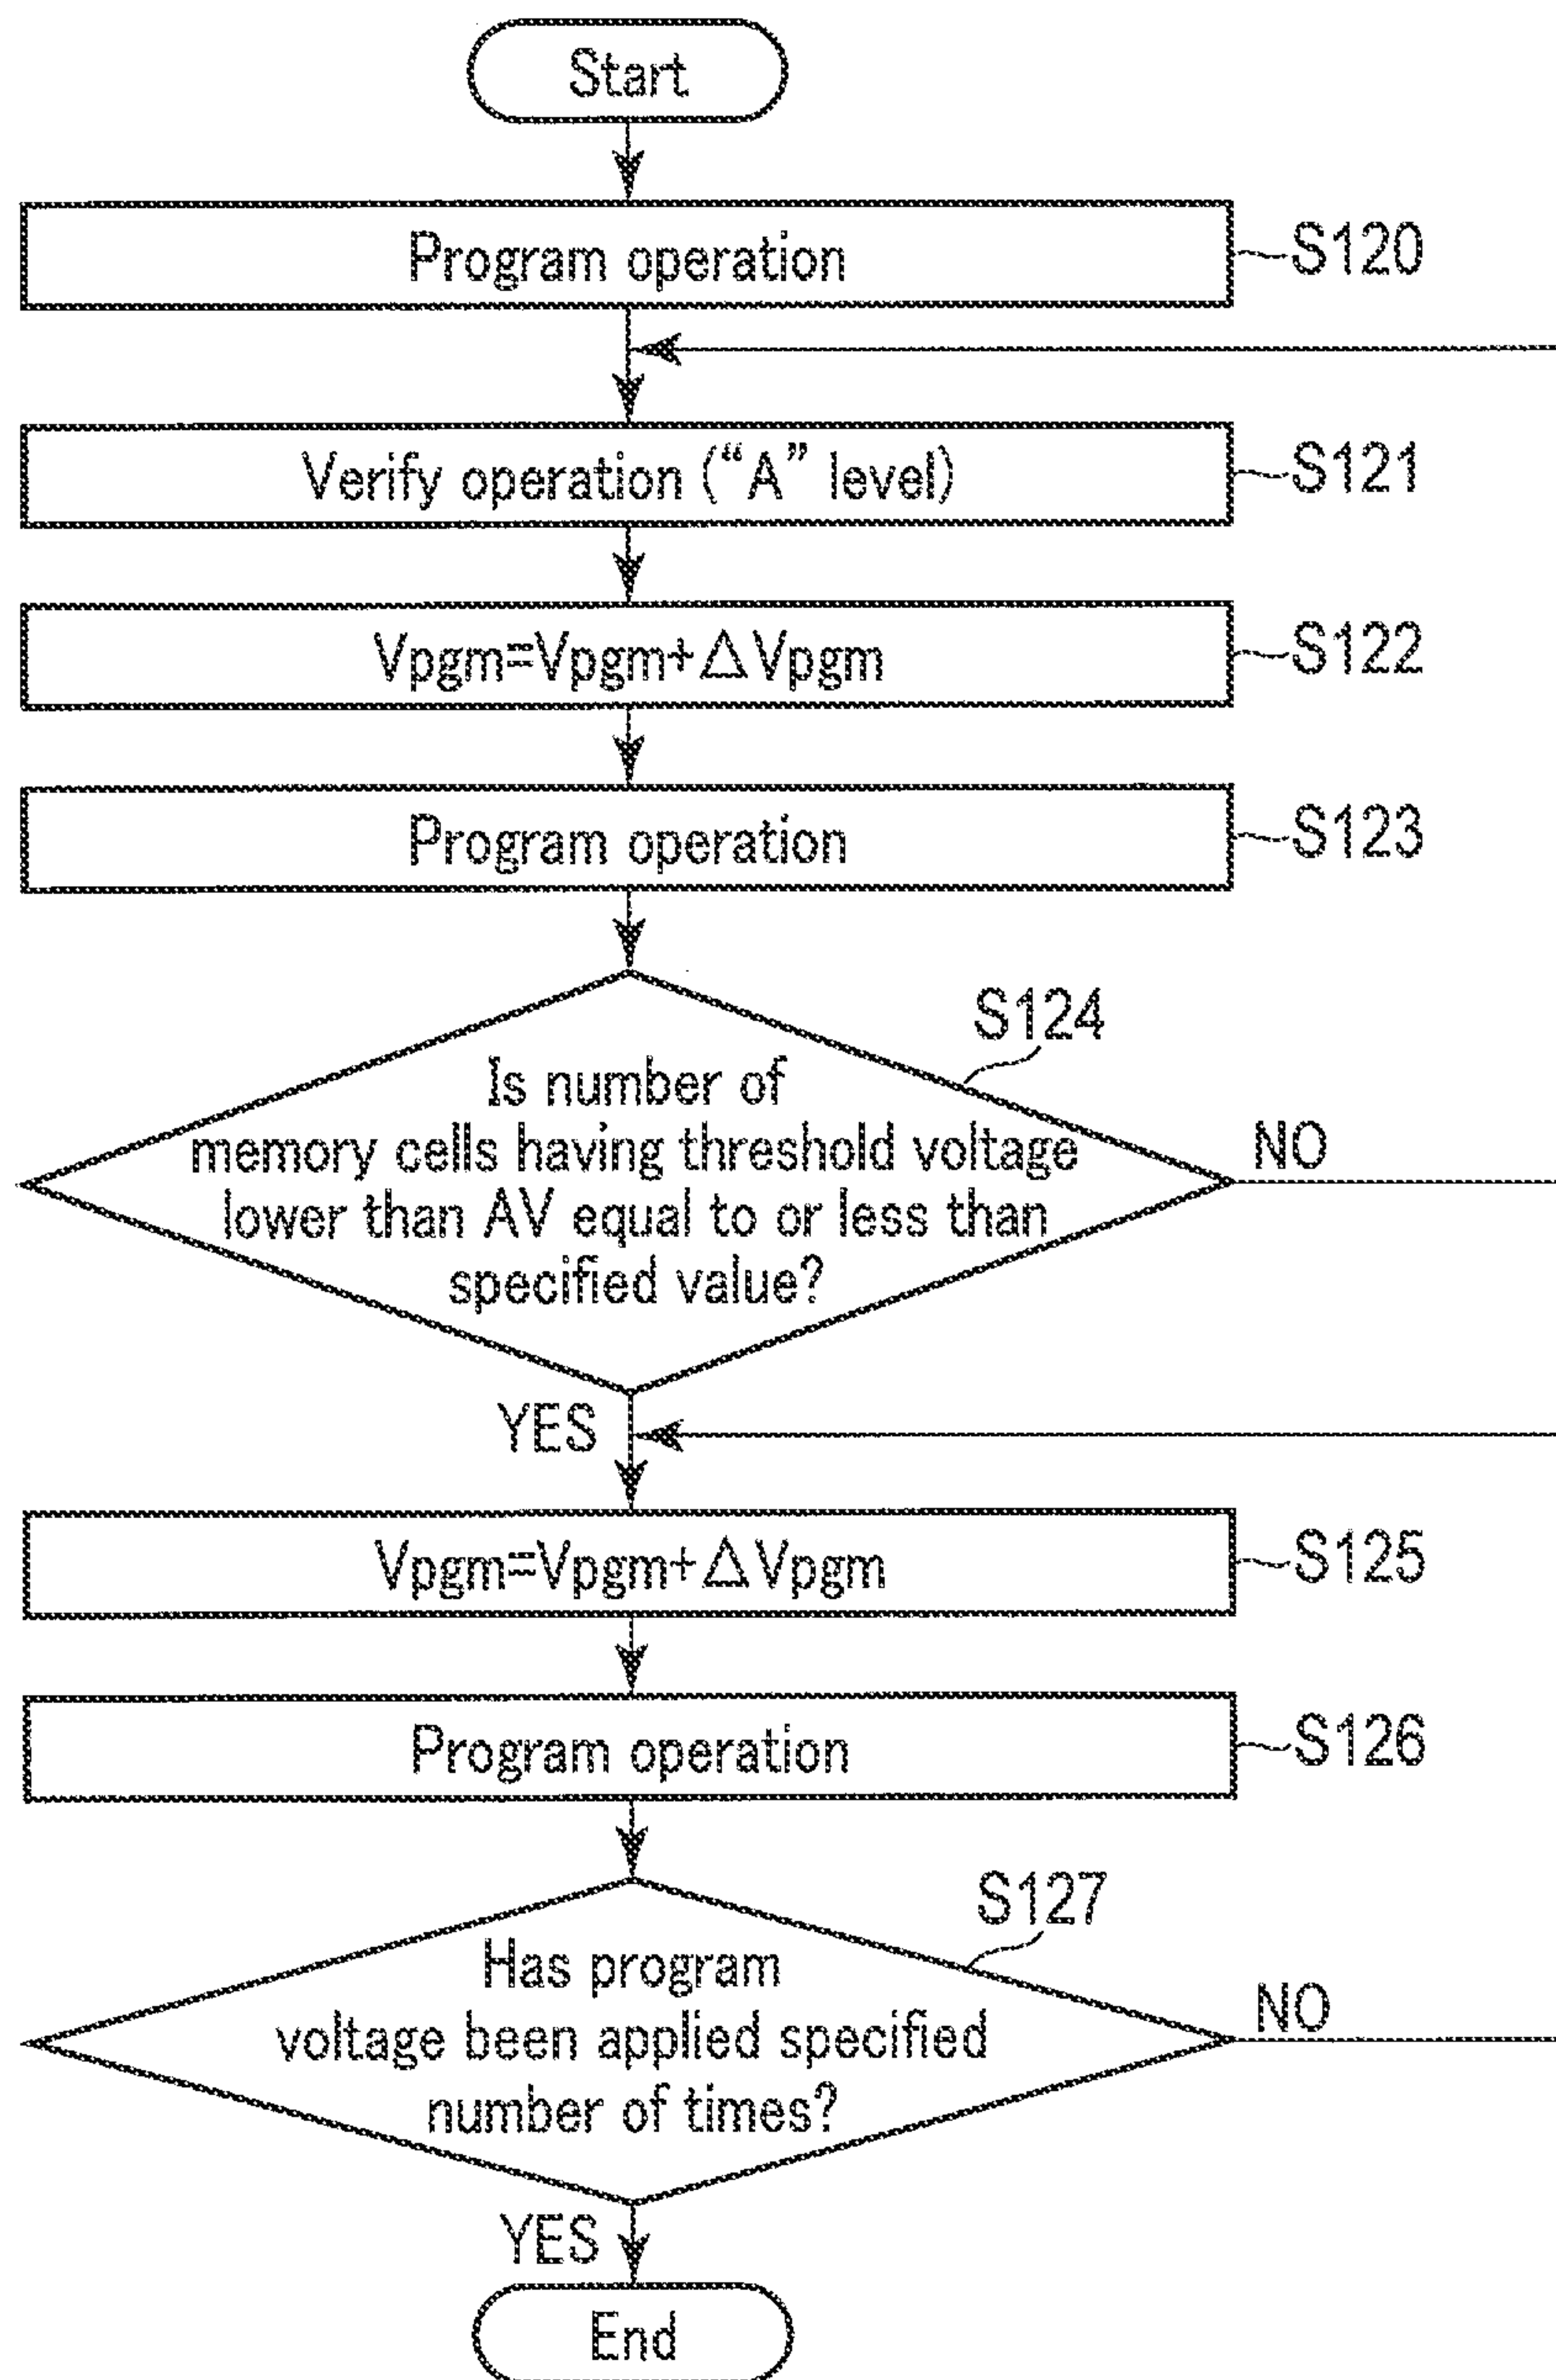 Start
Program operation
S120
Verify operation (“A” level)
S121
Vpgm=Vpgm+△Vpgm
S122
Program operation
S123
S124
Is number of
memory cells having threshold voltage
lower than AV equal to or less than
specified value?
NO
YES
Vpgm=Vpgm+△Vpgm
S125
Program operation
S126
S127
Has program
voltage been applied specified
number of times?
NO
YES
End